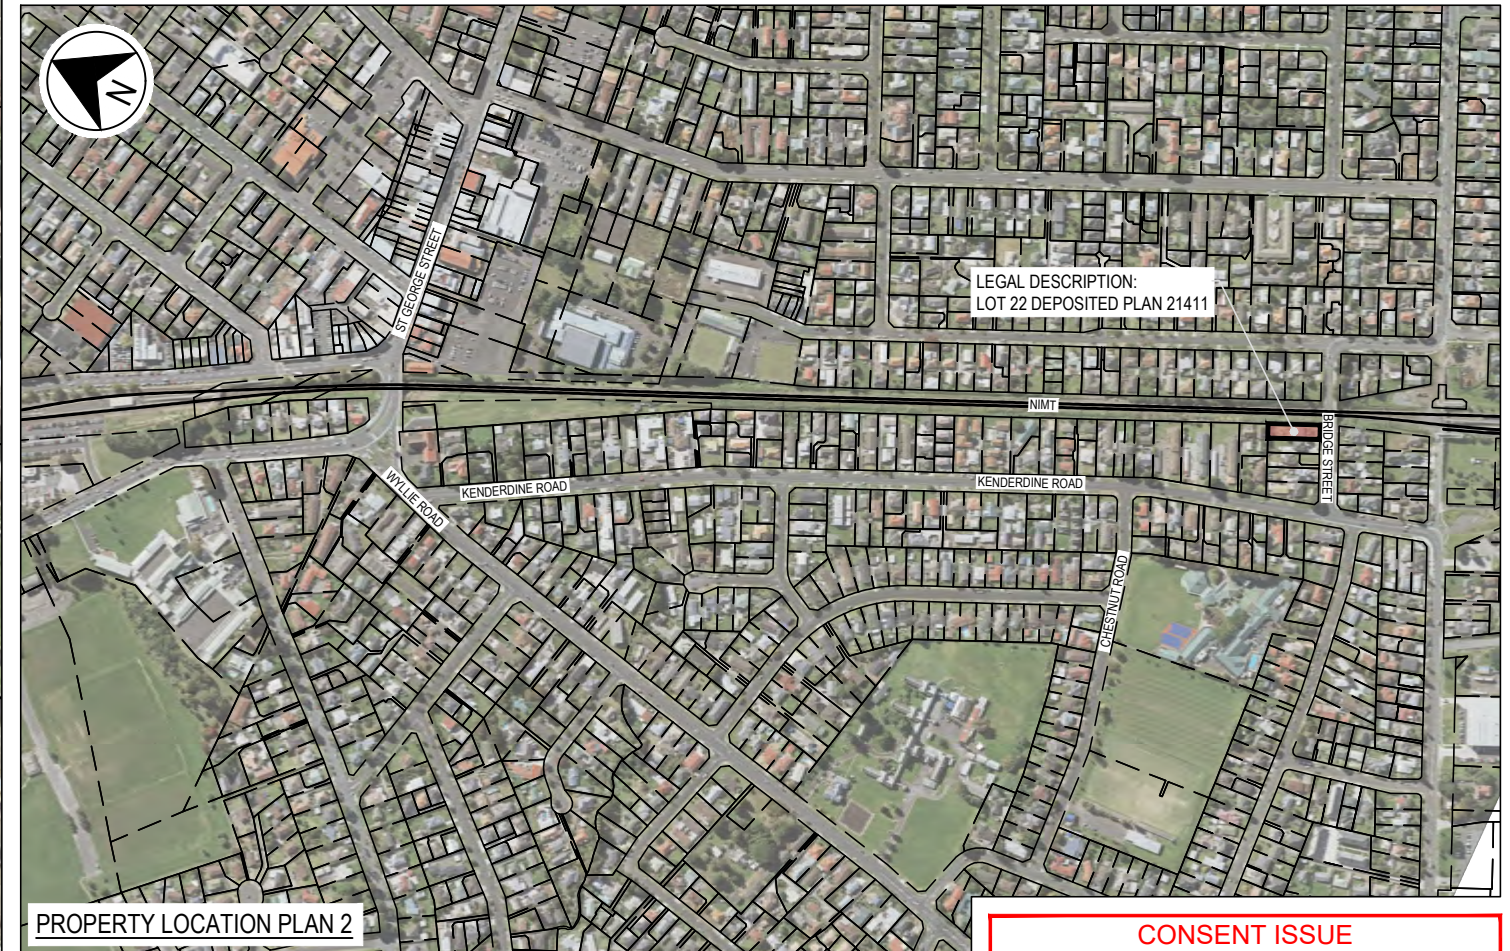 N
ST GEORGE STREET
LEGAL DESCRIPTION:
LOT 22 DEPOSITED PLAN 21411
NIMT
BRIDGE STREET
WYLLIE ROAD
KENDERDINE ROAD
KENDERDINE ROAD
CHESTNUT ROAD
PROPERTY LOCATION PLAN 2
CONSENT ISSUE